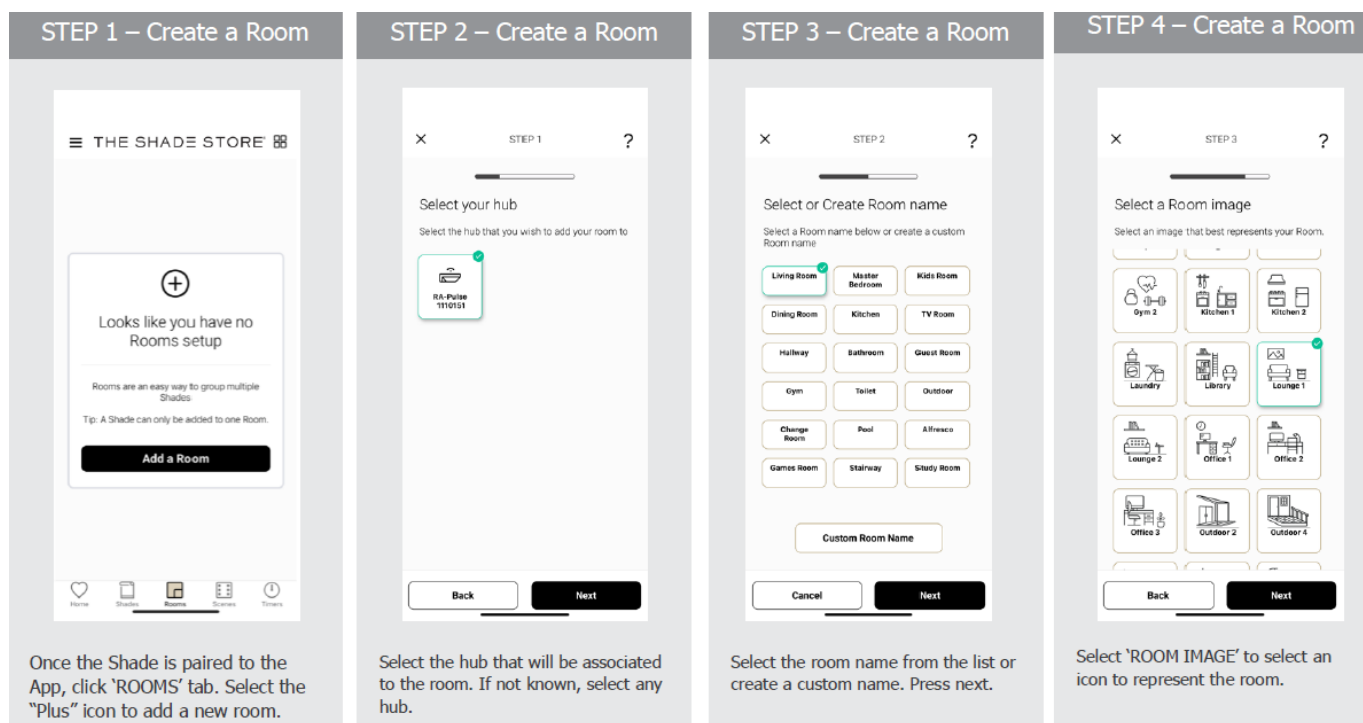 STEP 1 – Create a Room
THE SHADE STORE
Looks like you have no
Rooms setup
Rooms are an easy way to group multiple
Shades
Tip: A Shade can only be added to one Room.
Add a Room
Home
Shades
Rooms
Scenes
Timers
Once the Shade is paired to the
App, click ‘ROOMS’ tab. Select the
“Plus” icon to add a new room.
STEP 2 – Create a Room
STEP 1
?
Select your hub
Select the hub that you wish to add your room to
RA-Pulse
1110151
Back
Next
Select the hub that will be associated
to the room. If not known, select any
hub.
STEP 3 – Create a Room
STEP 2
?
Select or Create Room name
Select a Room name below or create a custom
Room name
Living Room
Master
Bedroom
Kids Room
Dining Room
Kitchen
TV Room
Hallway
Bathroom
Guest Room
Gym
Toilet
Outdoor
Change
Room
Pool
Alfresco
Games Room
Stairway
Study Room
Custom Room Name
Cancel
Next
Select the room name from the list or
create a custom name. Press next.
STEP 4 – Create a Room
STEP 3
?
Select a Room image
Select an image that best represents your Room.
Gym 2
Kitchen 1
Kitchen 2
Laundry
Library
Lounge 1
Lounge 2
Office 1
Office 2
Office 3
Outdoor 2
Outdoor 4
Back
Next
Select ‘ROOM IMAGE’ to select an
icon to represent the room.